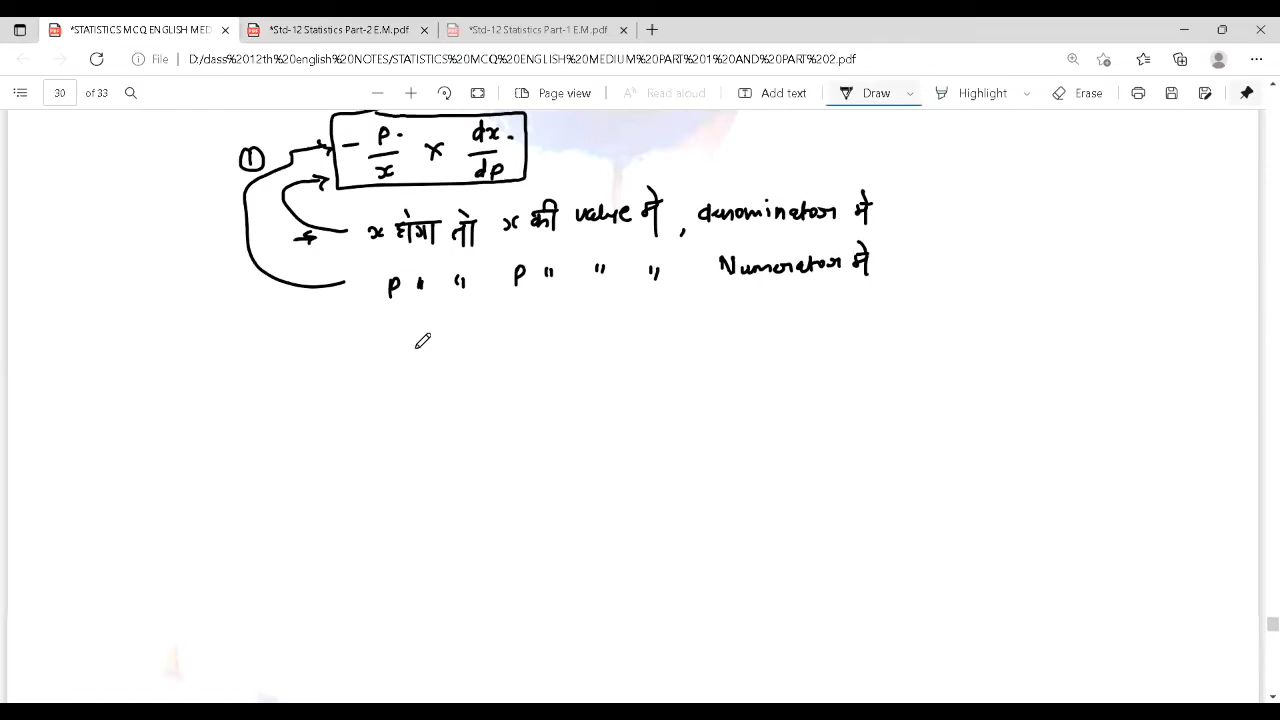 *STATISTICS MCQ ENGLISH MED
*Std-12 Statistics Part-2 E.M.pdf
*Std-12 Statistics Part 1 E.M.pdf
File D:/dass%2012th%20english%20NOTES/STATISTICS%20MCQ%20ENGLISH%20MEDIUM%20PART%201%20AND%20PART%202.pdf
30 of 33 Page view Read aloud Add text Draw Highlight Erase
① - p/x × dx/dp
x होगा तो x की value में, denominator में
p " " p " " " Numerator में